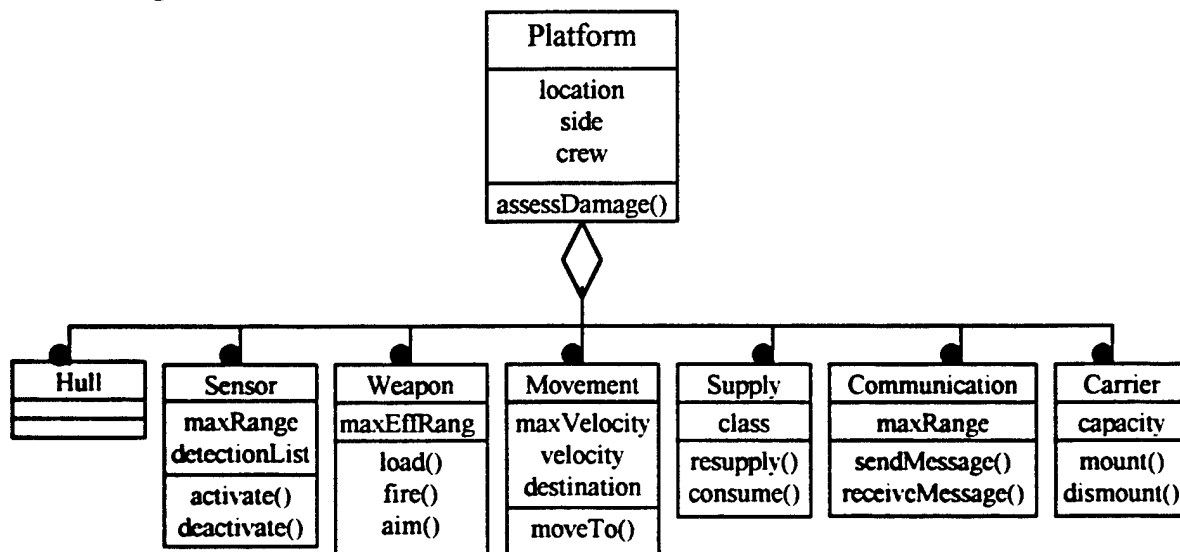 Platform
location
side
crew
assessDamage()
Hull
Sensor
maxRange
detectionList
activate()
deactivate()
Weapon
maxEffRang
load()
fire()
aim()
Movement
maxVelocity
velocity
destination
moveTo()
Supply
class
resupply()
consume()
Communication
maxRange
sendMessage()
receiveMessage()
Carrier
capacity
mount()
dismount()